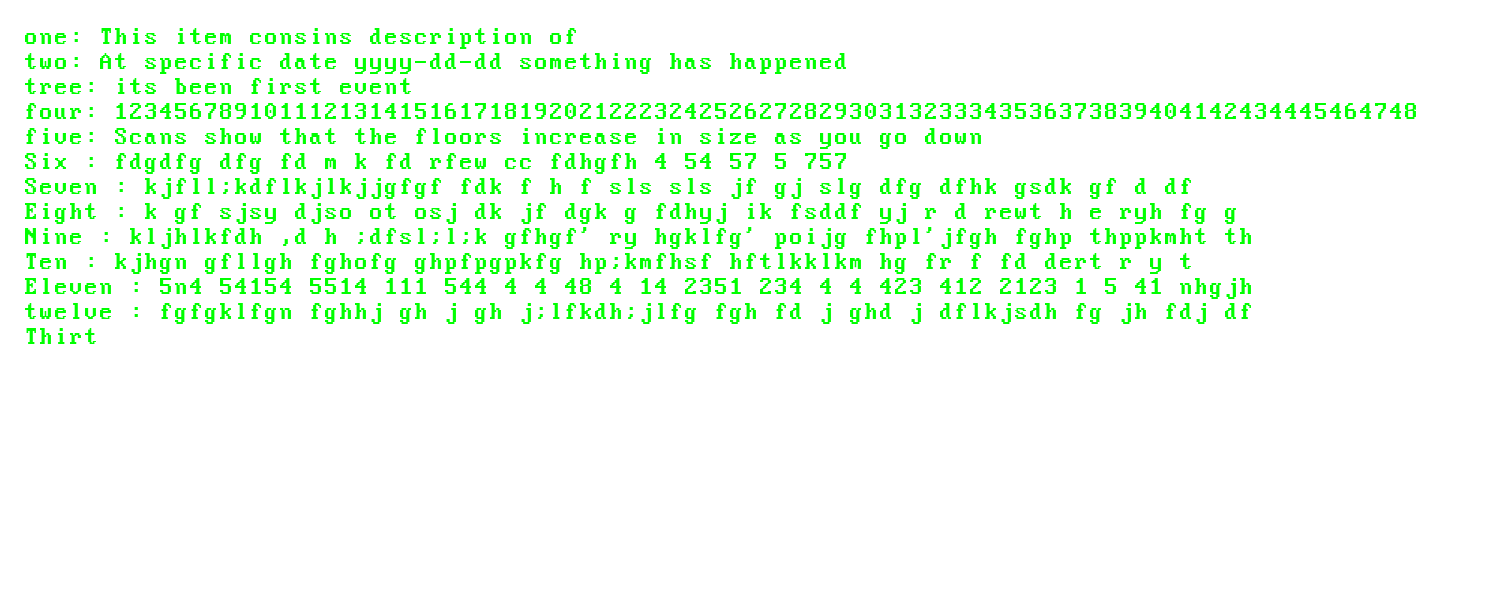 one: This item consins description of
two: At specific date yyyy-dd-dd something has happened
tree: its been first event
four: 123456789101112131415161718192021222324252627282930313233343536373839404142434445464748
five: Scans show that the floors increase in size as you go down
Six : fdgdfg dfg fd m k fd rfew cc fdhgfh 4 54 57 5 757
Seven : kjfll;kdflkjlkjjgfgf fdk f h f sls sls jf gj slg dfg dfhk gsdk gf d df
Eight : k gf sjsy djso ot osj dk jf dgk g fdhyj ik fsddf yj r d rewt h e ryh fg g
Nine : kljhlkfdh ,d h ;dfsl;l;k gfhgf' ry hgklfg' poijg fhpl'jfgh fghp thppkmht th
Ten : kjhgn gfllgh fghofg ghpfpgpkfg hp;kmfhsf hftlkklkm hg fr f fd dert r y t
Eleven : 5n4 54154 5514 111 544 4 4 48 4 14 2351 234 4 4 423 412 2123 1 5 41 nhgjh
twelve : fgfgklfgn fghhj gh j gh j;lfkdh;jlfg fgh fd j ghd j dflkjsdh fg jh fdj df
Thirt